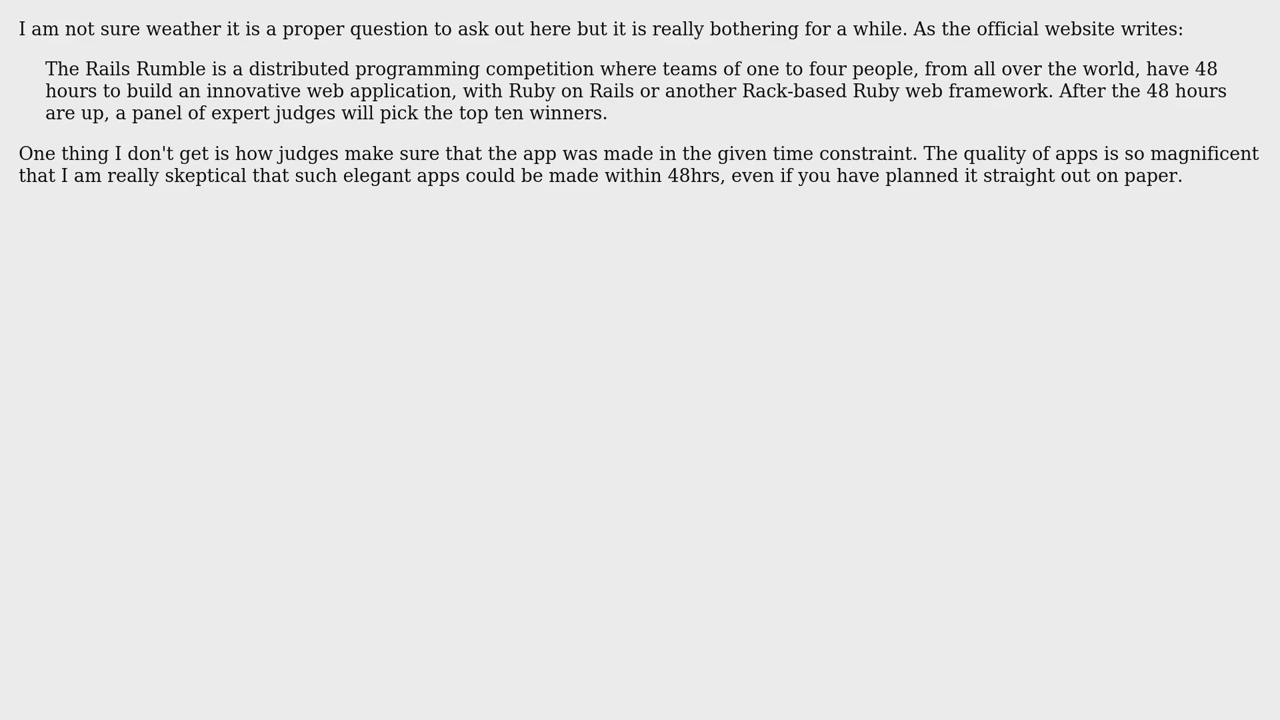 I am not sure weather it is a proper question to ask out here but it is really bothering for a while. As the official website writes:
The Rails Rumble is a distributed programming competition where teams of one to four people, from all over the world, have 48
hours to build an innovative web application, with Ruby on Rails or another Rack-based Ruby web framework. After the 48 hours
are up, a panel of expert judges will pick the top ten winners.
One thing I don't get is how judges make sure that the app was made in the given time constraint. The quality of apps is so magnificent
that I am really skeptical that such elegant apps could be made within 48hrs, even if you have planned it straight out on paper.